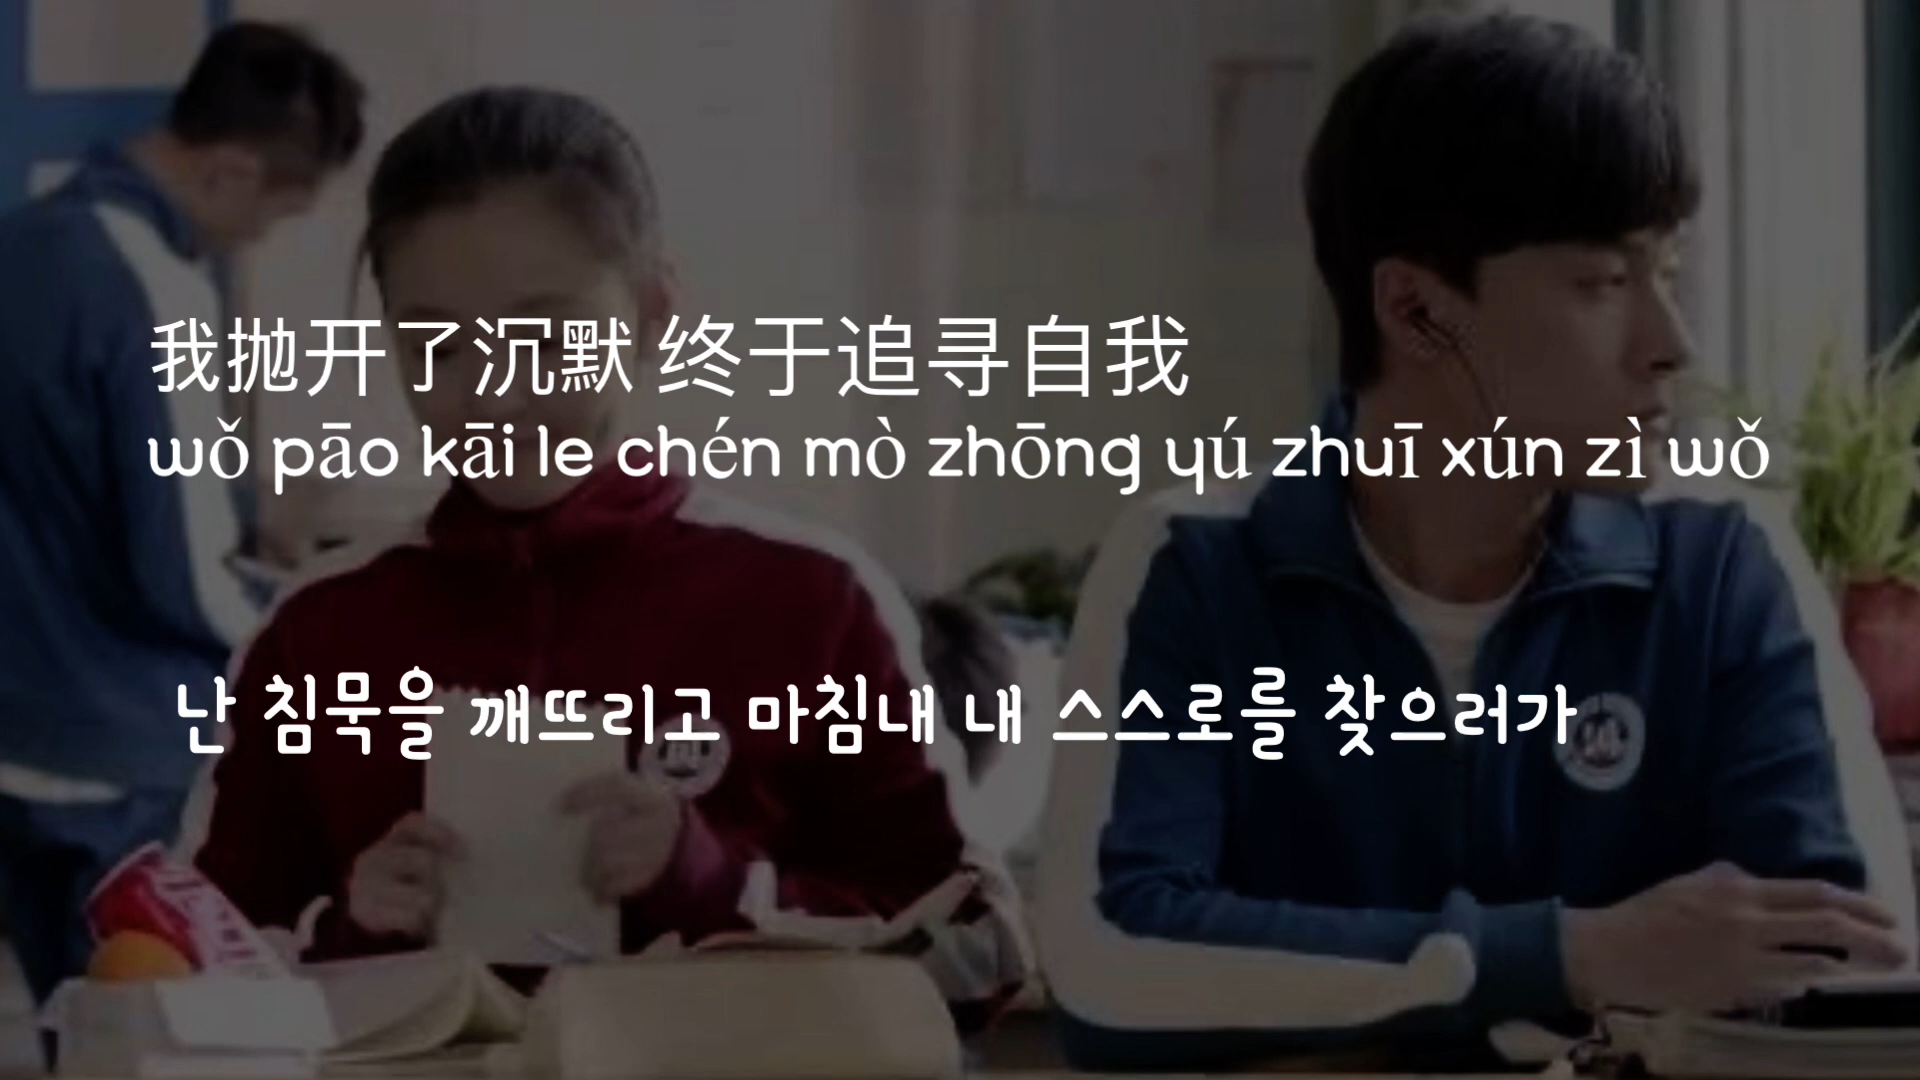 我抛开了沉默 终于追寻自我
wǒ pāo kāi le chén mò zhōng yú zhuī xún zì wǒ
난 침묵을 깨뜨리고 마침내 내 스스로를 찾으러가